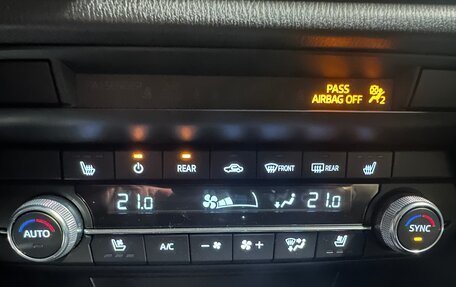 PASS
AIRBAG OFF 2
REAR
FRONT
REAR
21.0
21.0
AUTO
A/C
SYNC